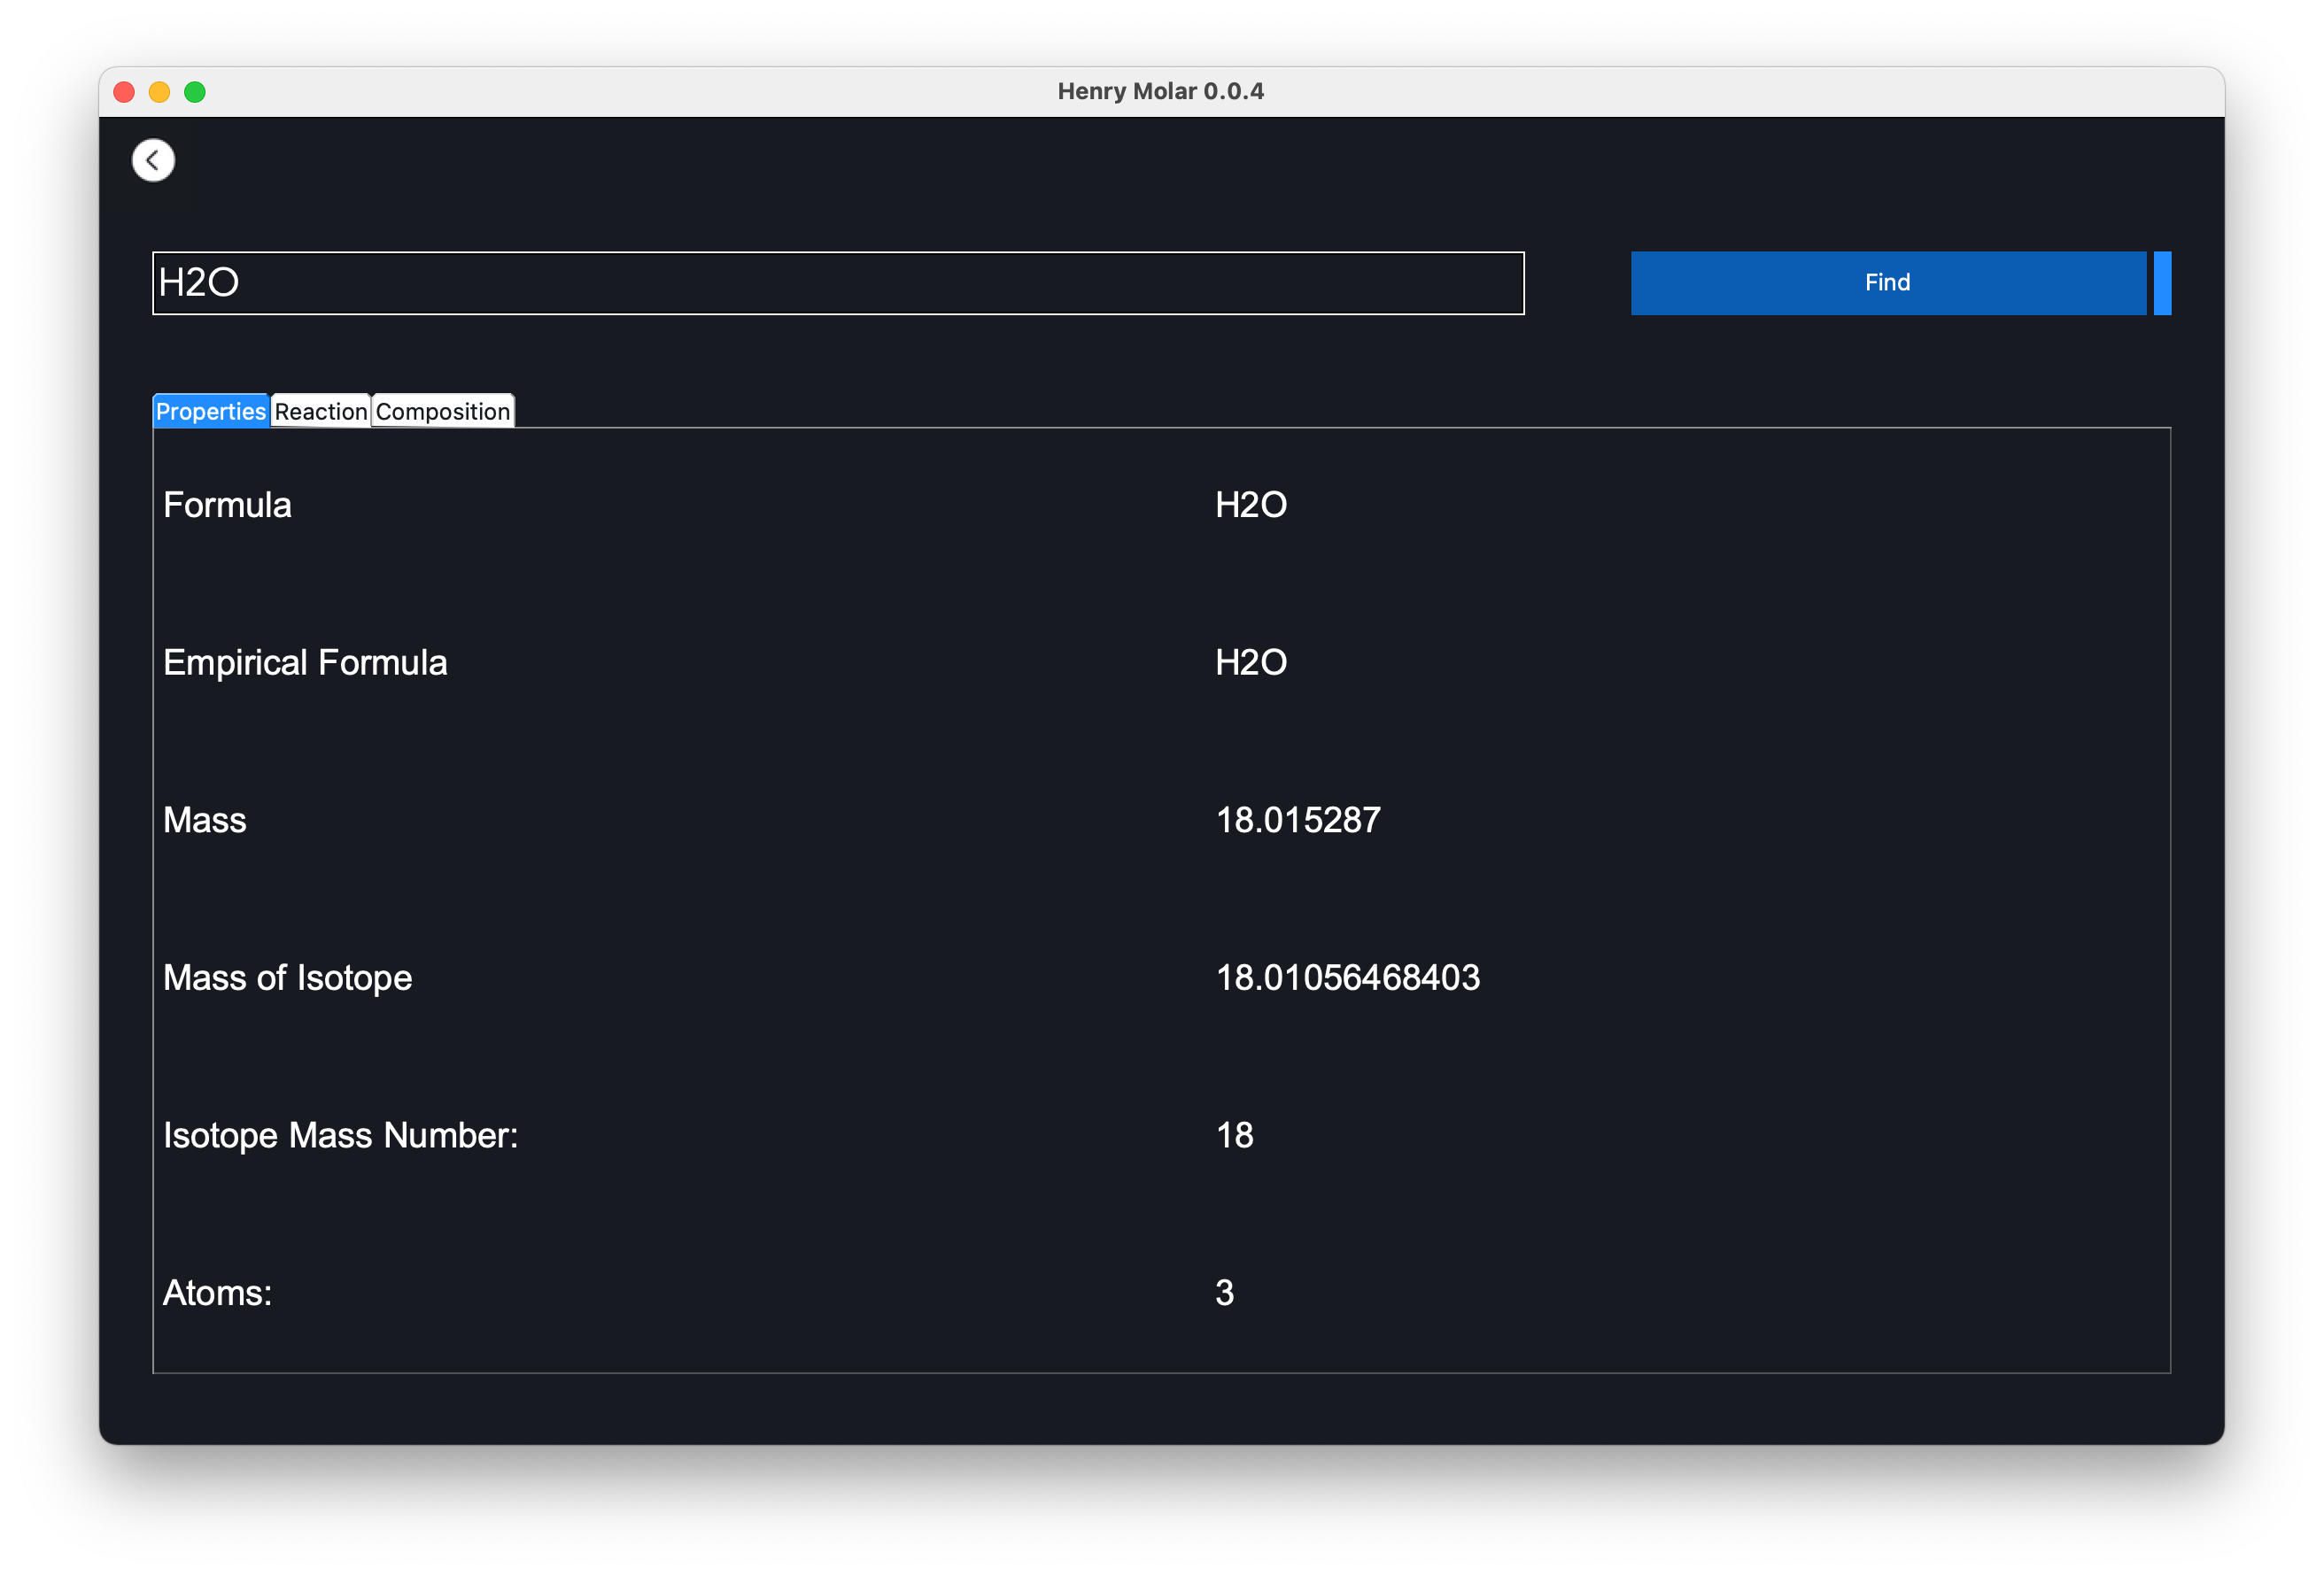 Henry Molar 0.0.4
H2O
Find
Properties Reaction Composition
Formula H2O
Empirical Formula H2O
Mass 18.015287
Mass of Isotope 18.01056468403
Isotope Mass Number: 18
Atoms: 3